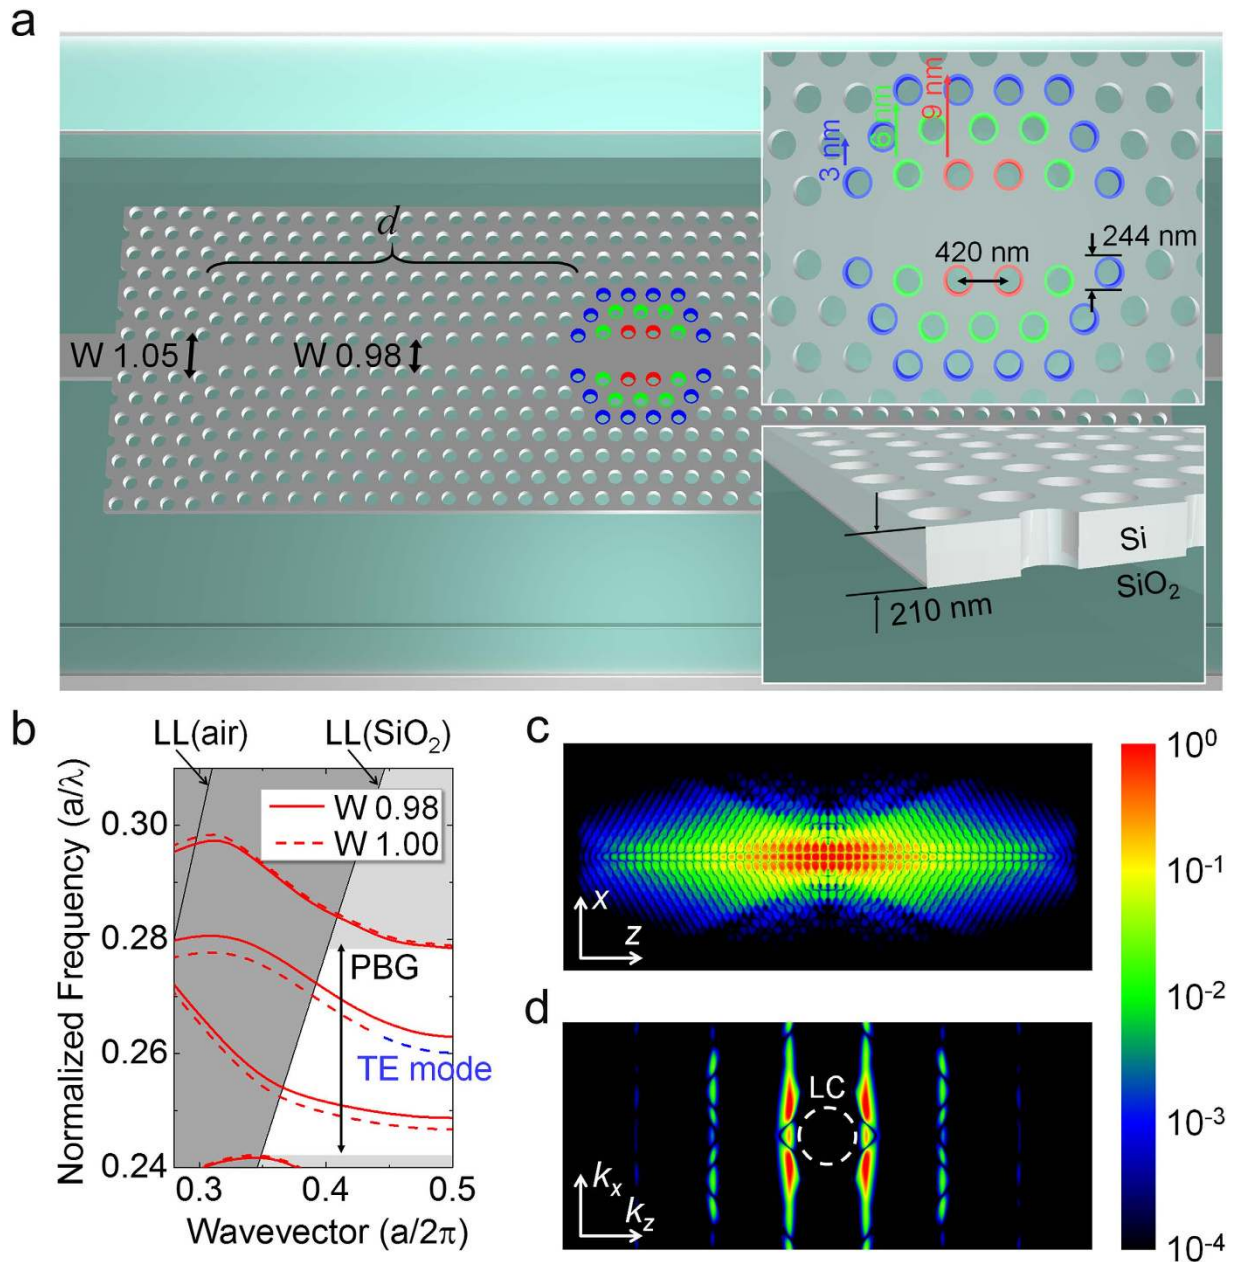 a
d
W 1.05
W 0.98
3 nm
6 nm
9 nm
420 nm
244 nm
Si
SiO₂
210 nm
b
LL(air)
LL(SiO₂)
W 0.98
W 1.00
PBG
TE mode
0.30
0.28
0.26
0.24
0.3
0.4
0.5
Normalized Frequency (a/λ)
Wavevector (a/2π)
c
x
z
d
LC
kₓ
k_z
10⁰
10⁻¹
10⁻²
10⁻³
10⁻⁴